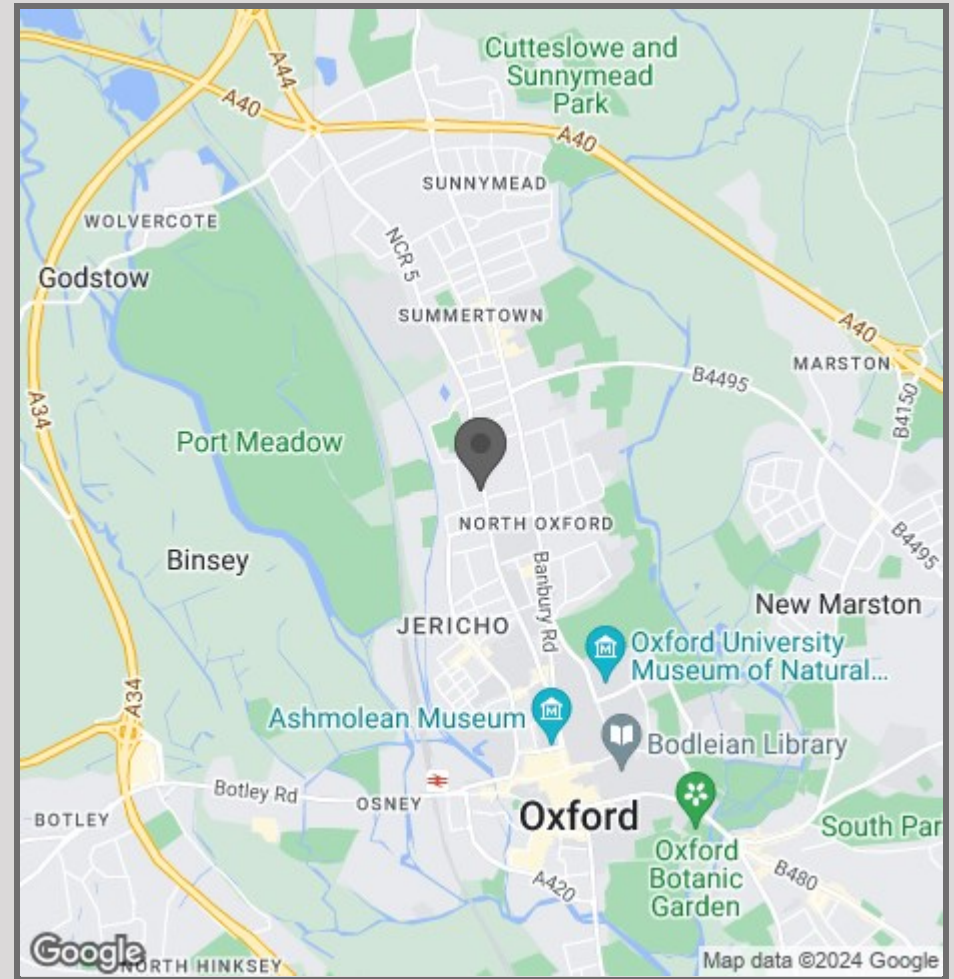 Cutteslowe and
Sunnymead
Park
A44
A40
A40
SUNNYMEAD
WOLVERCOTE
NCR 5
Godstow
SUMMERTOWN
A40
MARSTON
B4495
A34
B4150
Port Meadow
NORTH OXFORD
B4495
Binsey
Banbury Rd
New Marston
JERICHO
Oxford University
Museum of Natural...
A34
Ashmolean Museum
Bodleian Library
Botley Rd
OSNEY
BOTLEY
Oxford
South Par
Oxford
Botanic
Garden
A420
B480
Google
NORTH HINKSEY
Map data ©2024 Google